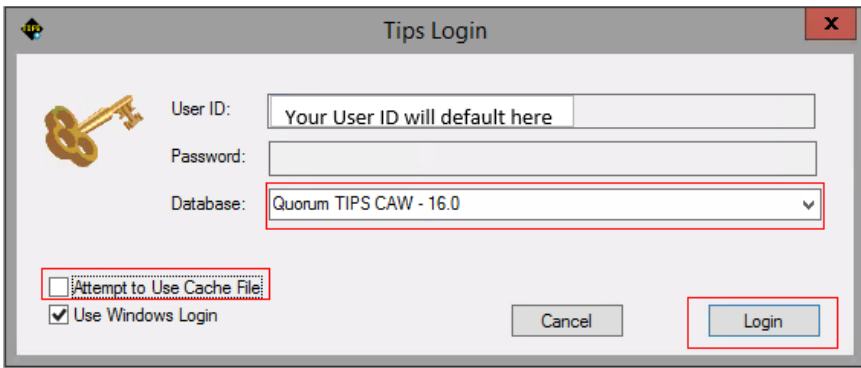 TIPS
Tips Login
X
User ID:
Your User ID will default here
Password:
Database:
Quorum TIPS CAW - 16.0
Attempt to Use Cache File
Use Windows Login
Cancel
Login